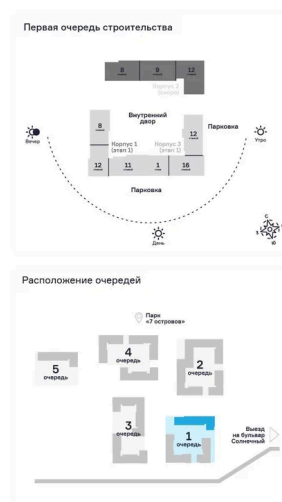 Первая очередь строительства
8 9 12
Корпус 2
Внутренний
двор
8
12
Парковка
Вечер
Утро
Корпус 1
(этап 1)
Корпус 3
(этап 1)
12 11 1 16
Парковка
День
С
З
Ю
Расположение очередей
Парк
«7 островов»
4
очередь
5
очередь
2
очередь
3
очередь
1
очередь
Выезд
на бульвар
Солнечный